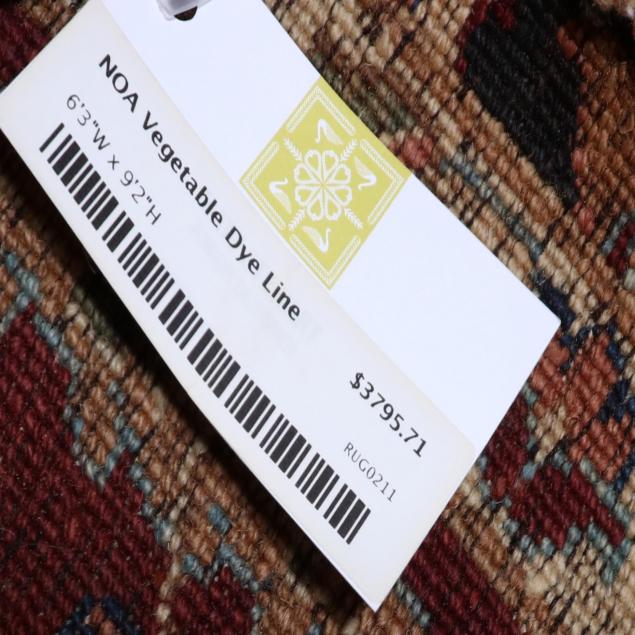 NOA Vegetable Dye Line
6'3"W x 9'2"H
$3795.71
RUG0211